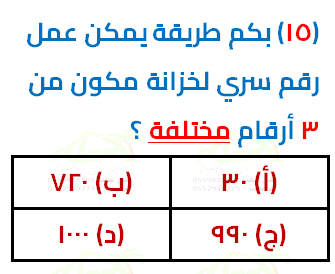 (١٥) بكم طريقة يمكن عمل
رقم سري لخزانة مكون من
٣ أرقام مختلفة ؟
(أ) ٣٠ (ب) ٧٢٠
(ج) ٩٩٠ (د) ١٠٠٠